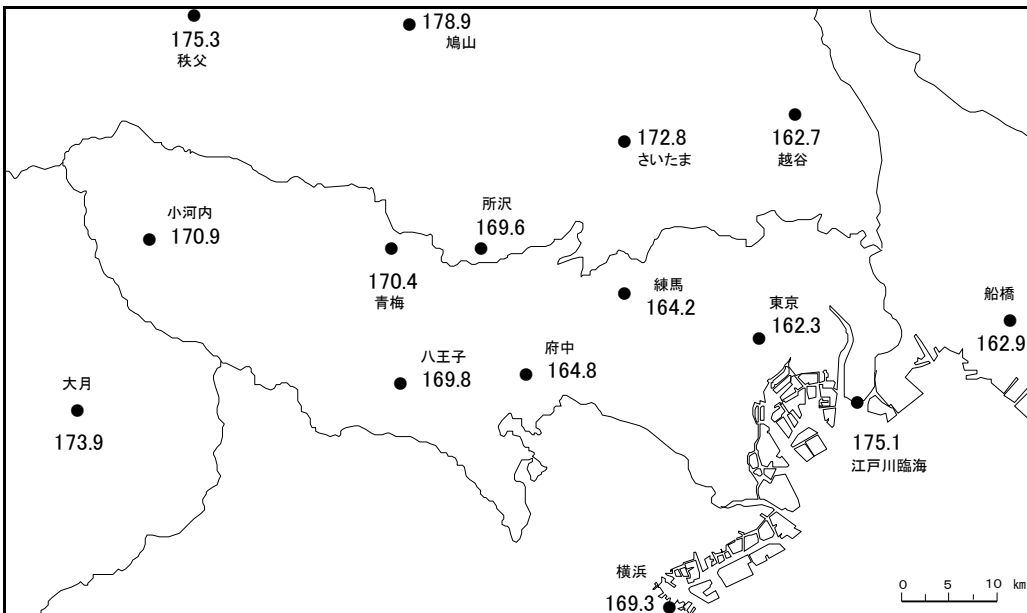 178.9
鳩山
175.3
秩父
162.7
越谷
172.8
さいたま
所沢
169.6
小河内
170.9
170.4
青梅
練馬
164.2
東京
162.3
船橋
162.9
府中
164.8
八王子
169.8
大月
173.9
175.1
江戸川臨海
横浜
169.3
0 5 10 km